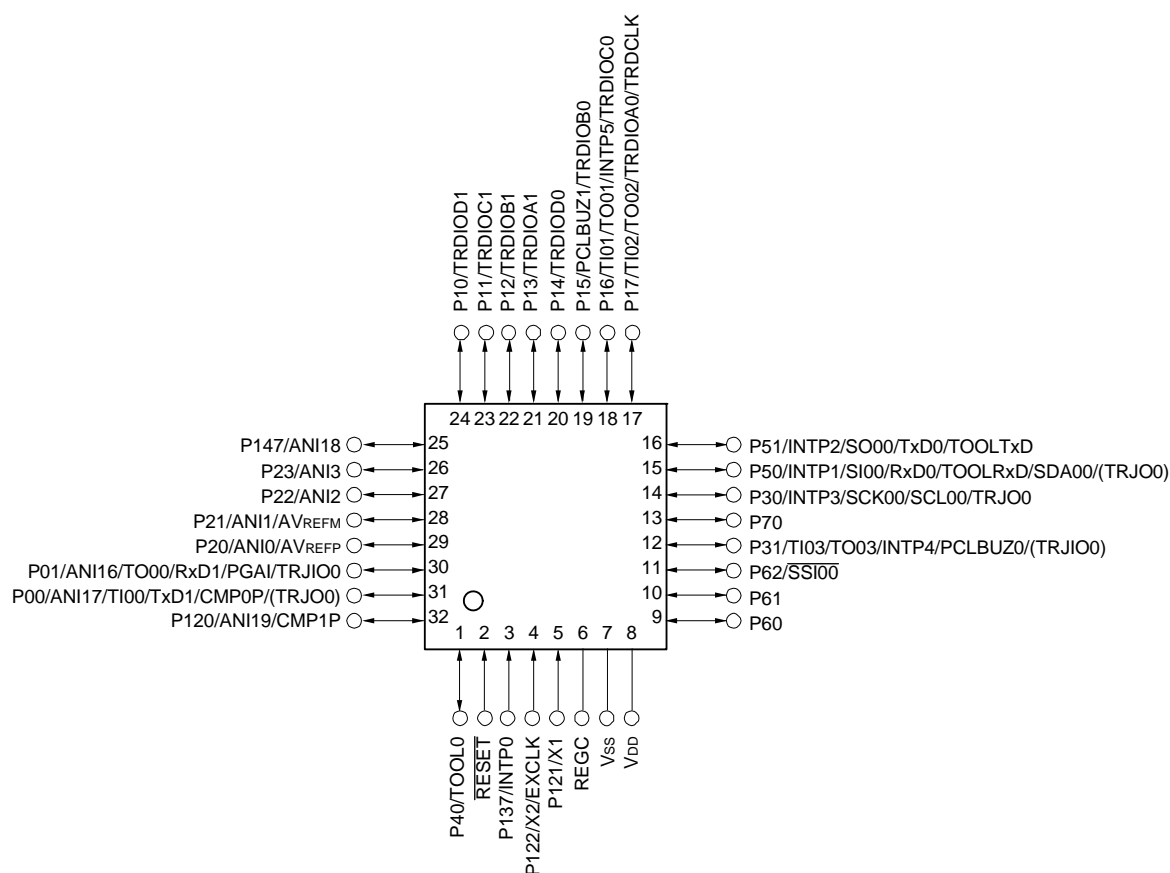 P10/TRDIOD1
P11/TRDIOC1
P12/TRDIOB1
P13/TRDIOA1
P14/TRDIOD0
P15/PCLBUZ1/TRDIOB0
P16/TI01/TO01/INTP5/TRDIOC0
P17/TI02/TO02/TRDIOA0/TRDCLK
24 23 22 21 20 19 18 17
P147/ANI18 25
P23/ANI3 26
P22/ANI2 27
P21/ANI1/AVREFM 28
P20/ANI0/AVREFP 29
P01/ANI16/TO00/RxD1/PGAI/TRJIO0 30
P00/ANI17/TI00/TxD1/CMP0P/(TRJO0) 31
P120/ANI19/CMP1P 32
16 P51/INTP2/SO00/TxD0/TOOLTxD
15 P50/INTP1/SI00/RxD0/TOOLRxD/SDA00/(TRJO0)
14 P30/INTP3/SCK00/SCL00/TRJO0
13 P70
12 P31/TI03/TO03/INTP4/PCLBUZ0/(TRJIO0)
11 P62/SSI00
10 P61
9 P60
1 2 3 4 5 6 7 8
P40/TOOL0
RESET
P137/INTP0
P122/X2/EXCLK
P121/X1
REGC
VSS
VDD